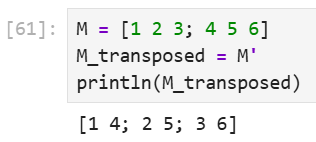 [61]: M = [1 2 3; 4 5 6]
M_transposed = M'
println(M_transposed)
[1 4; 2 5; 3 6]